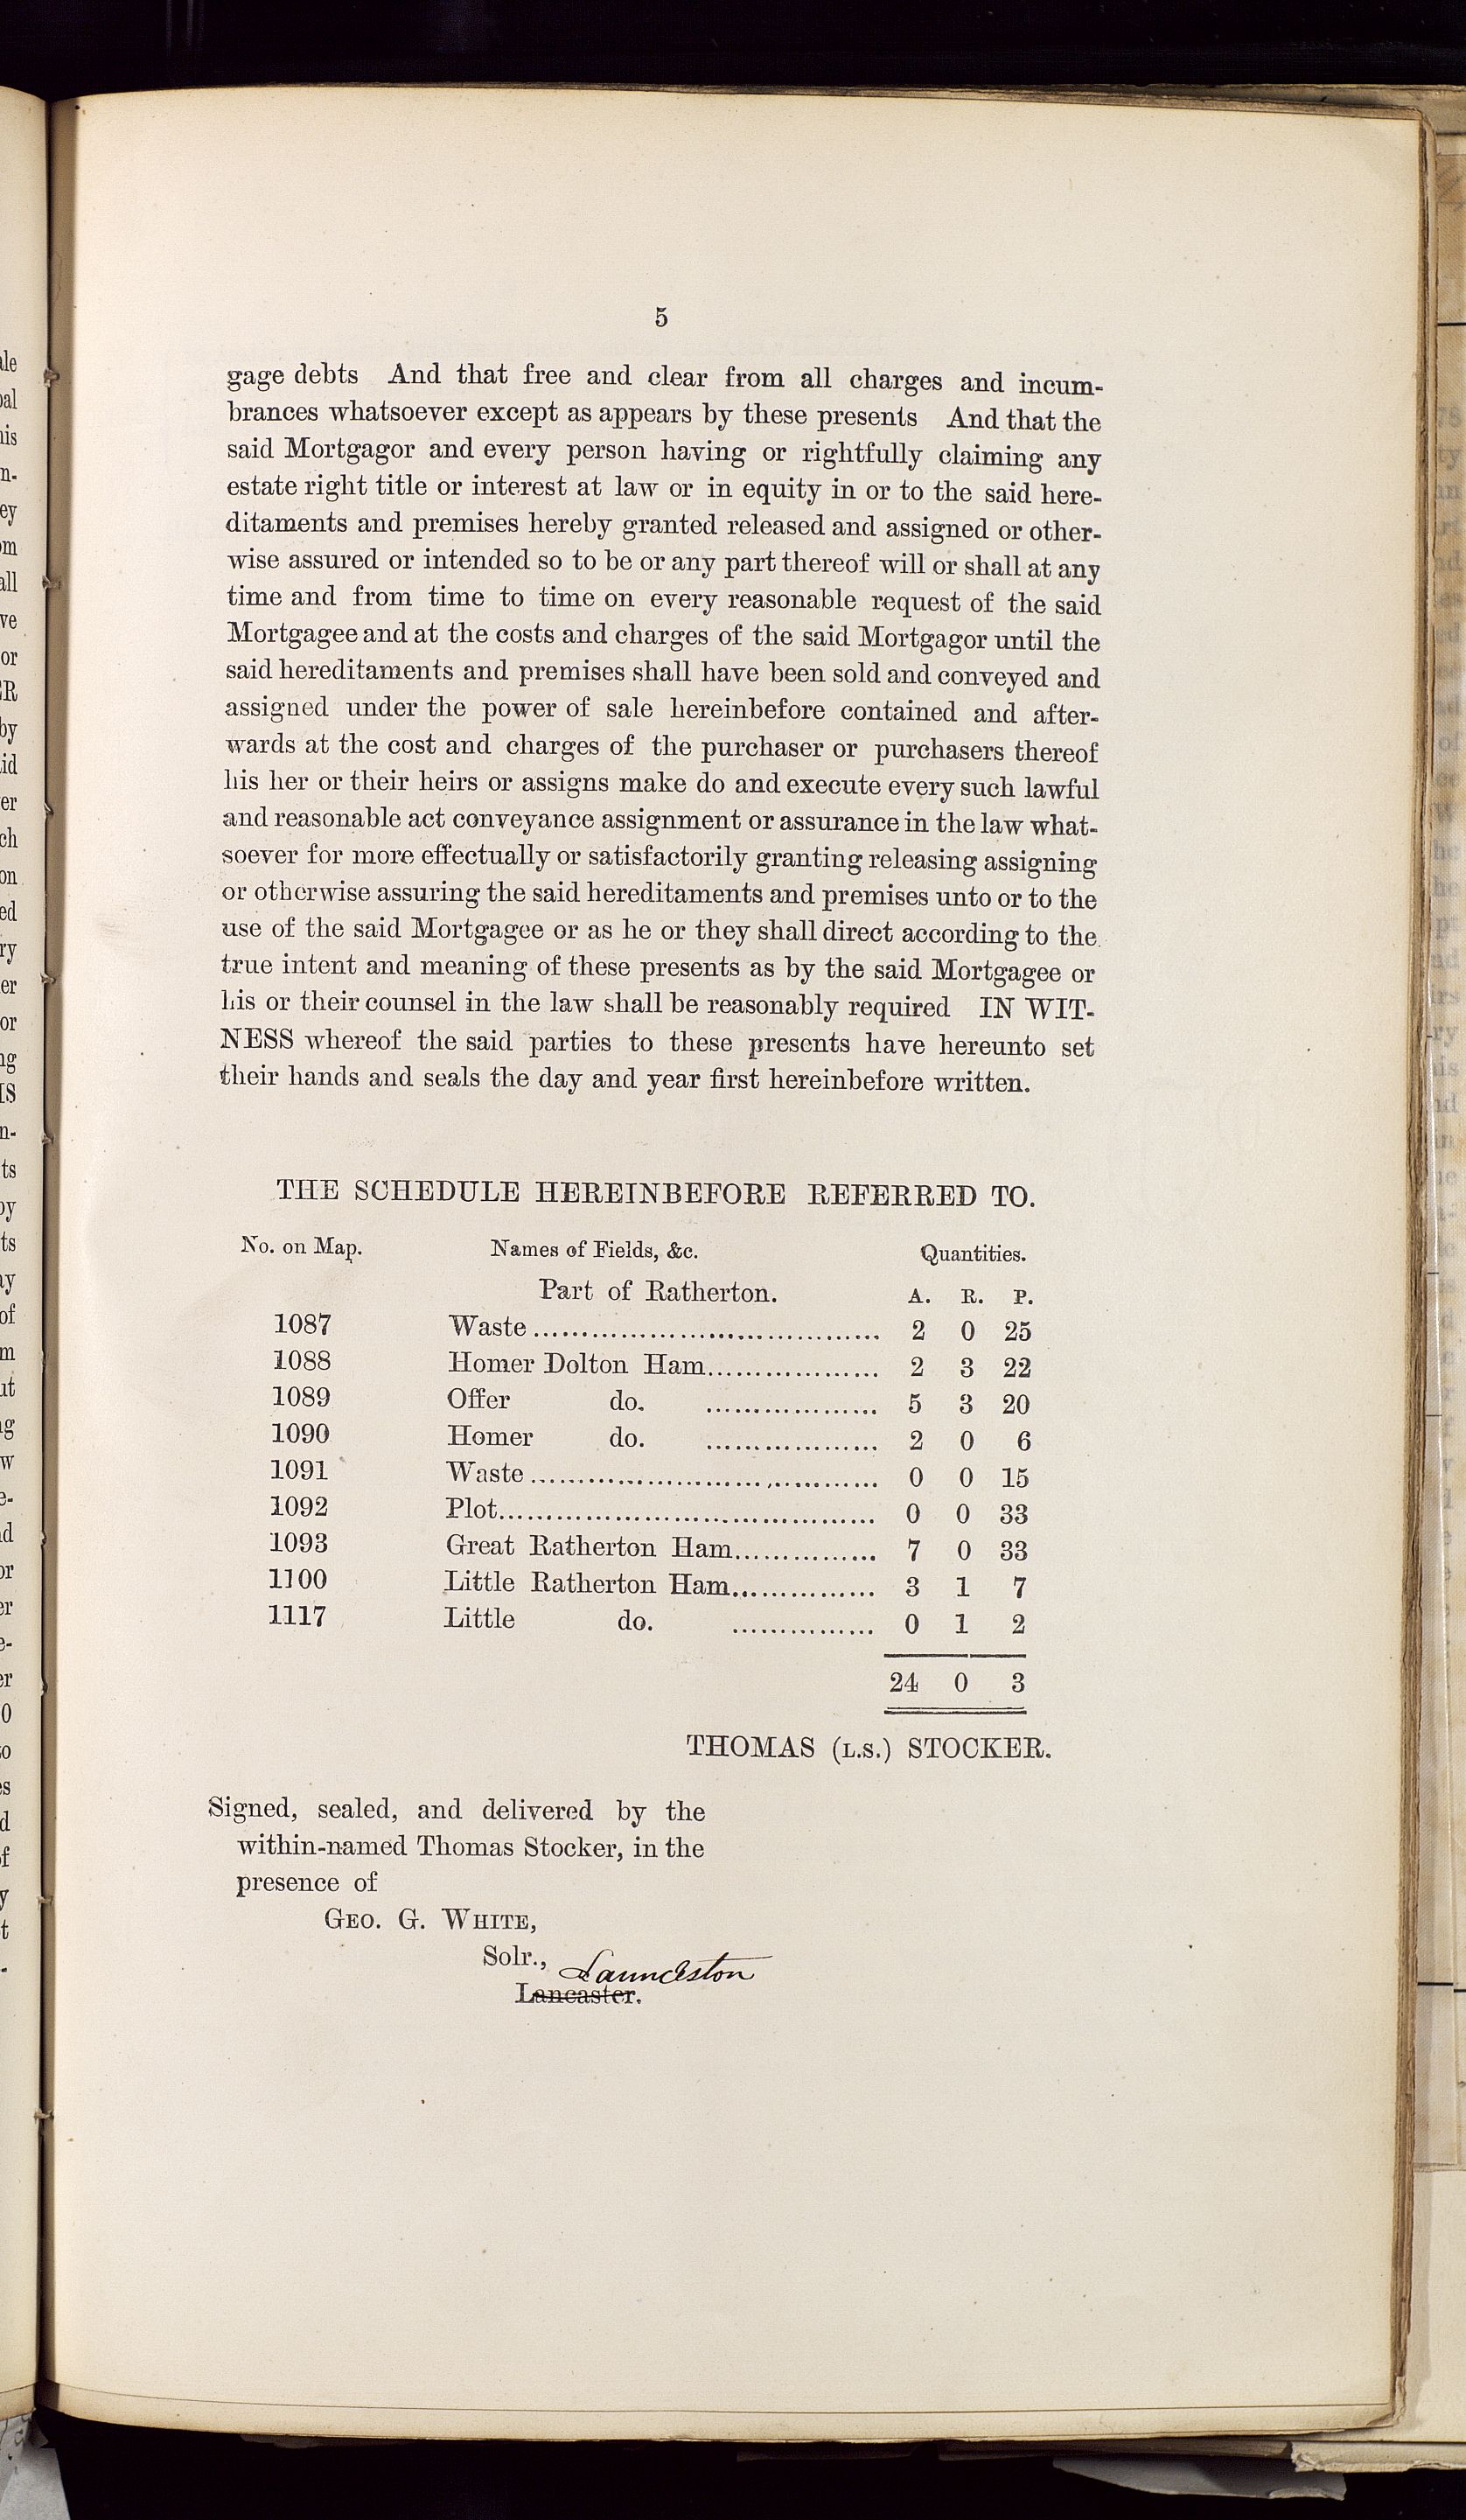 5
gage debts And that free and clear from all charges and incum-
brances whatsoever except as appears by these presents And that the
said Mortgagor and every person having or rightfully claiming any
estate right title or interest at law or in equity in or to the said here-
ditaments and premises hereby granted released and assigned or other-
wise assured or intended so to be or any part thereof will or shall at any
time and from time to time on every reasonable request of the said
Mortgagee and at the costs and charges of the said Mortgagor until the
said hereditaments and premises shall have been sold and conveyed and
assigned under the power of sale hereinbefore contained and after-
wards at the cost and charges of the purchaser or purchasers thereof
his her or their heirs or assigns make do and execute every such lawful
and reasonable act conveyance assignment or assurance in the law what-
soever for more effectually or satisfactorily granting releasing assigning
or otherwise assuring the said hereditaments and premises unto or to the
use of the said Mortgagee or as he or they shall direct according to the
true intent and meaning of these presents as by the said Mortgagee or
his or their counsel in the law shall be reasonably required IN WIT-
NESS whereof the said parties to these presents have hereunto set
their hands and seals the day and year first hereinbefore written.
THE SCHEDULE HEREINBEFORE REFERRED TO.
No. on Map. Names of Fields, &c. Quantities.
Part of Ratherton. A. R. P.
1087 Waste ........ 2 0 25
1088 Homer Dolton Ham........ 2 3 22
1089 Offer do. ........ 5 3 20
1090 Homer do. ........ 2 0 6
1091 Waste ........ 0 0 15
1092 Plot........ 0 0 33
1093 Great Ratherton Ham........ 7 0 33
1100 Little Ratherton Ham........ 3 1 7
1117 Little do. ........ 0 1 2
24 0 3
THOMAS (L.S.) STOCKER.
Signed, sealed, and delivered by the
within-named Thomas Stocker, in the
presence of
GEO. G. WHITE,
Solr., Launceston
Lancaster.